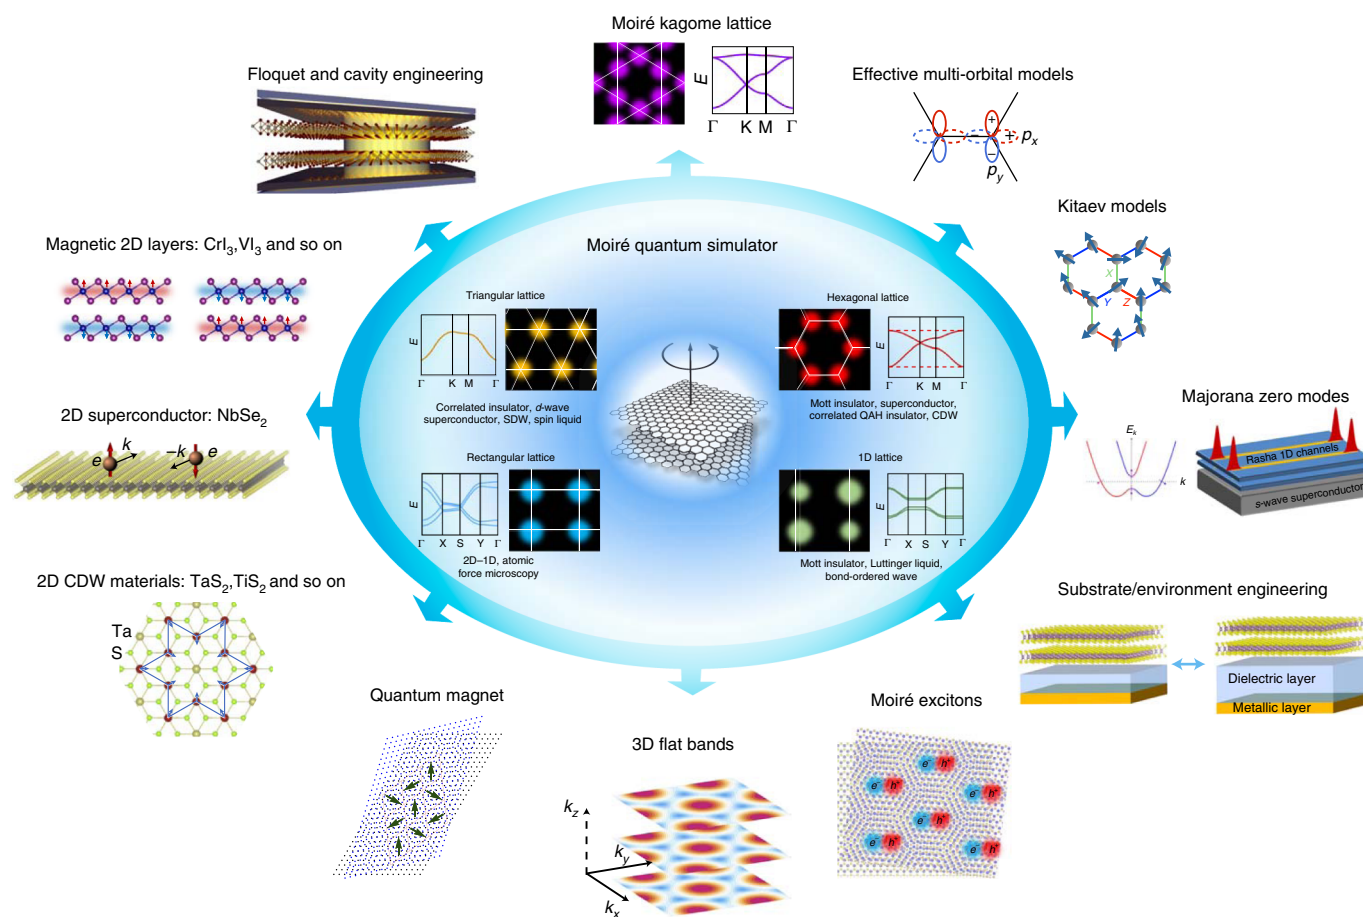 Moiré kagome lattice
E
Γ K M Γ
Floquet and cavity engineering
Effective multi-orbital models
+
− + pₓ
−
p_y
Kitaev models
X
Y Z
Magnetic 2D layers: CrI₃,VI₃ and so on
Moiré quantum simulator
Triangular lattice
E
Γ K M Γ
Correlated insulator, d-wave
superconductor, SDW, spin liquid
Hexagonal lattice
E
Γ K M Γ
Mott insulator, superconductor,
correlated QAH insulator, CDW
2D superconductor: NbSe₂
e k −k e
Majorana zero modes
Eₖ
k
Rasha 1D channels
s-wave superconductor
Rectangular lattice
E
Γ X S Y Γ
2D–1D, atomic
force microscopy
1D lattice
E
Γ X S Y Γ
Mott insulator, Luttinger liquid,
bond-ordered wave
2D CDW materials: TaS₂,TiS₂ and so on
Ta
S
Substrate/environment engineering
Dielectric layer
Metallic layer
Quantum magnet
3D flat bands
k_z
k_y
kₓ
Moiré excitons
e⁻ h⁺
e⁻ h⁺
e⁻ h⁺
e⁻ h⁺
e⁻ h⁺
e⁻ h⁺